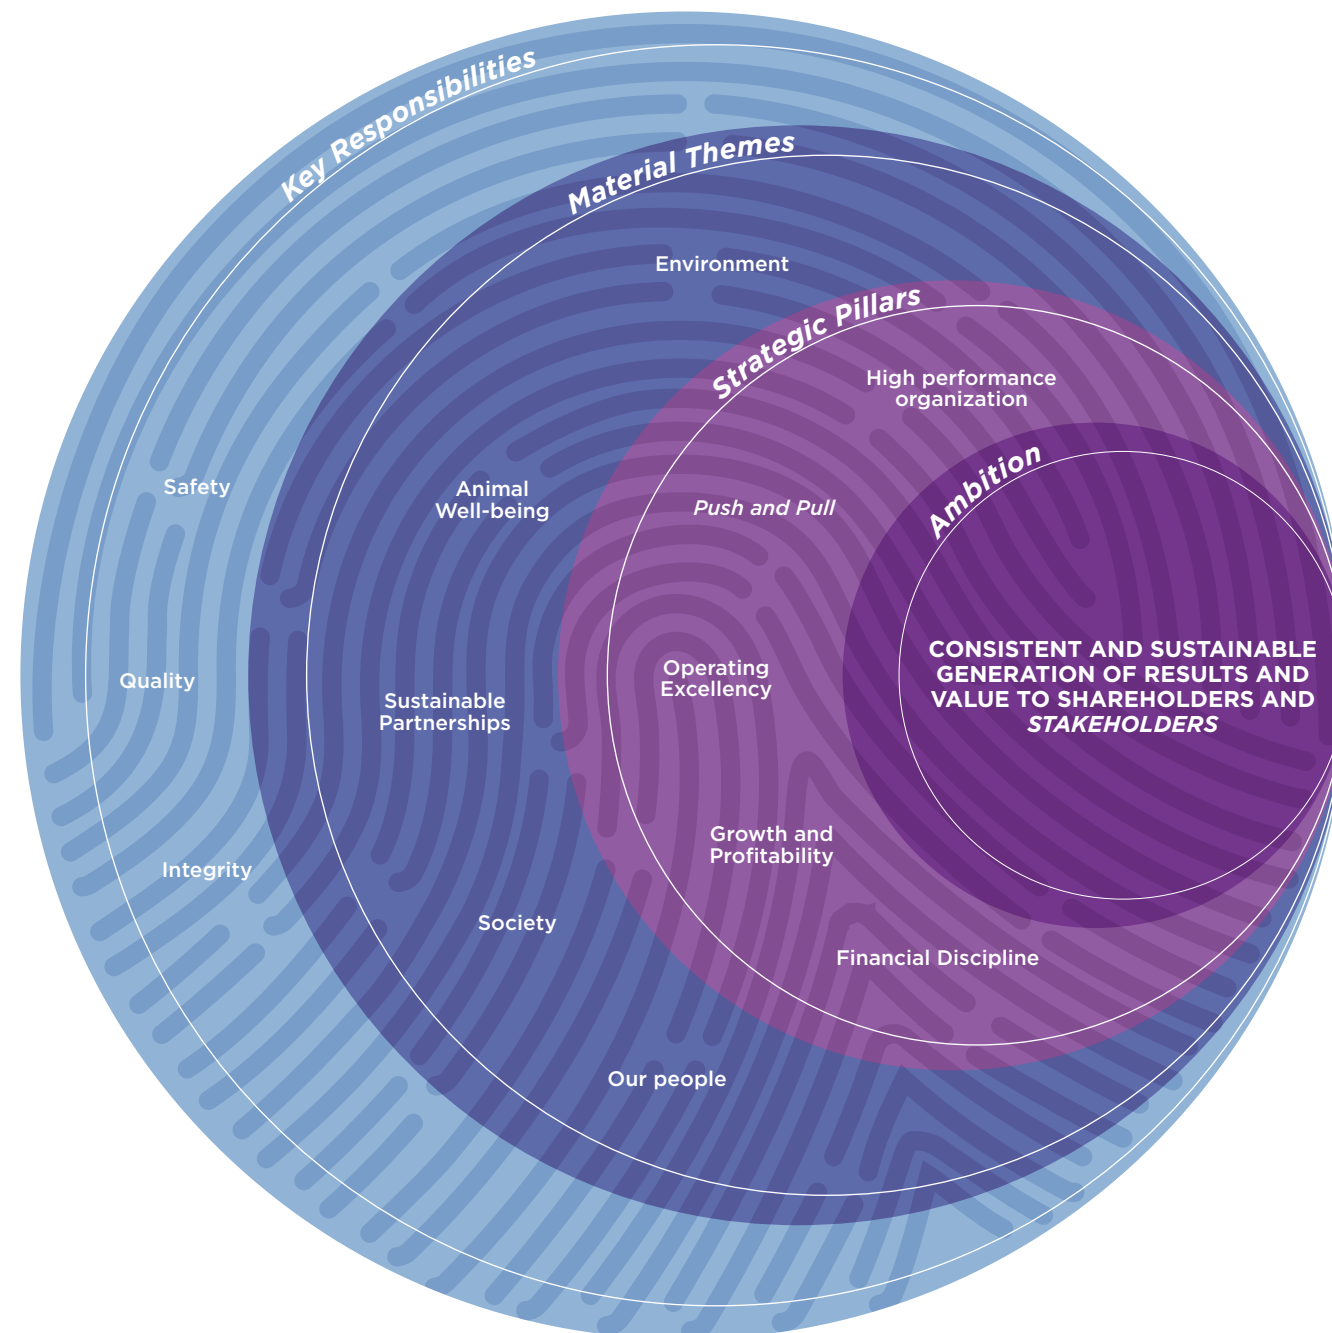 Key Responsibilities
Safety
Quality
Integrity
Material Themes
Environment
Animal
Well-being
Sustainable
Partnerships
Society
Our people
Strategic Pillars
High performance
organization
Push and Pull
Operating
Excellency
Growth and
Profitability
Financial Discipline
Ambition
CONSISTENT AND SUSTAINABLE
GENERATION OF RESULTS AND
VALUE TO SHAREHOLDERS AND
STAKEHOLDERS